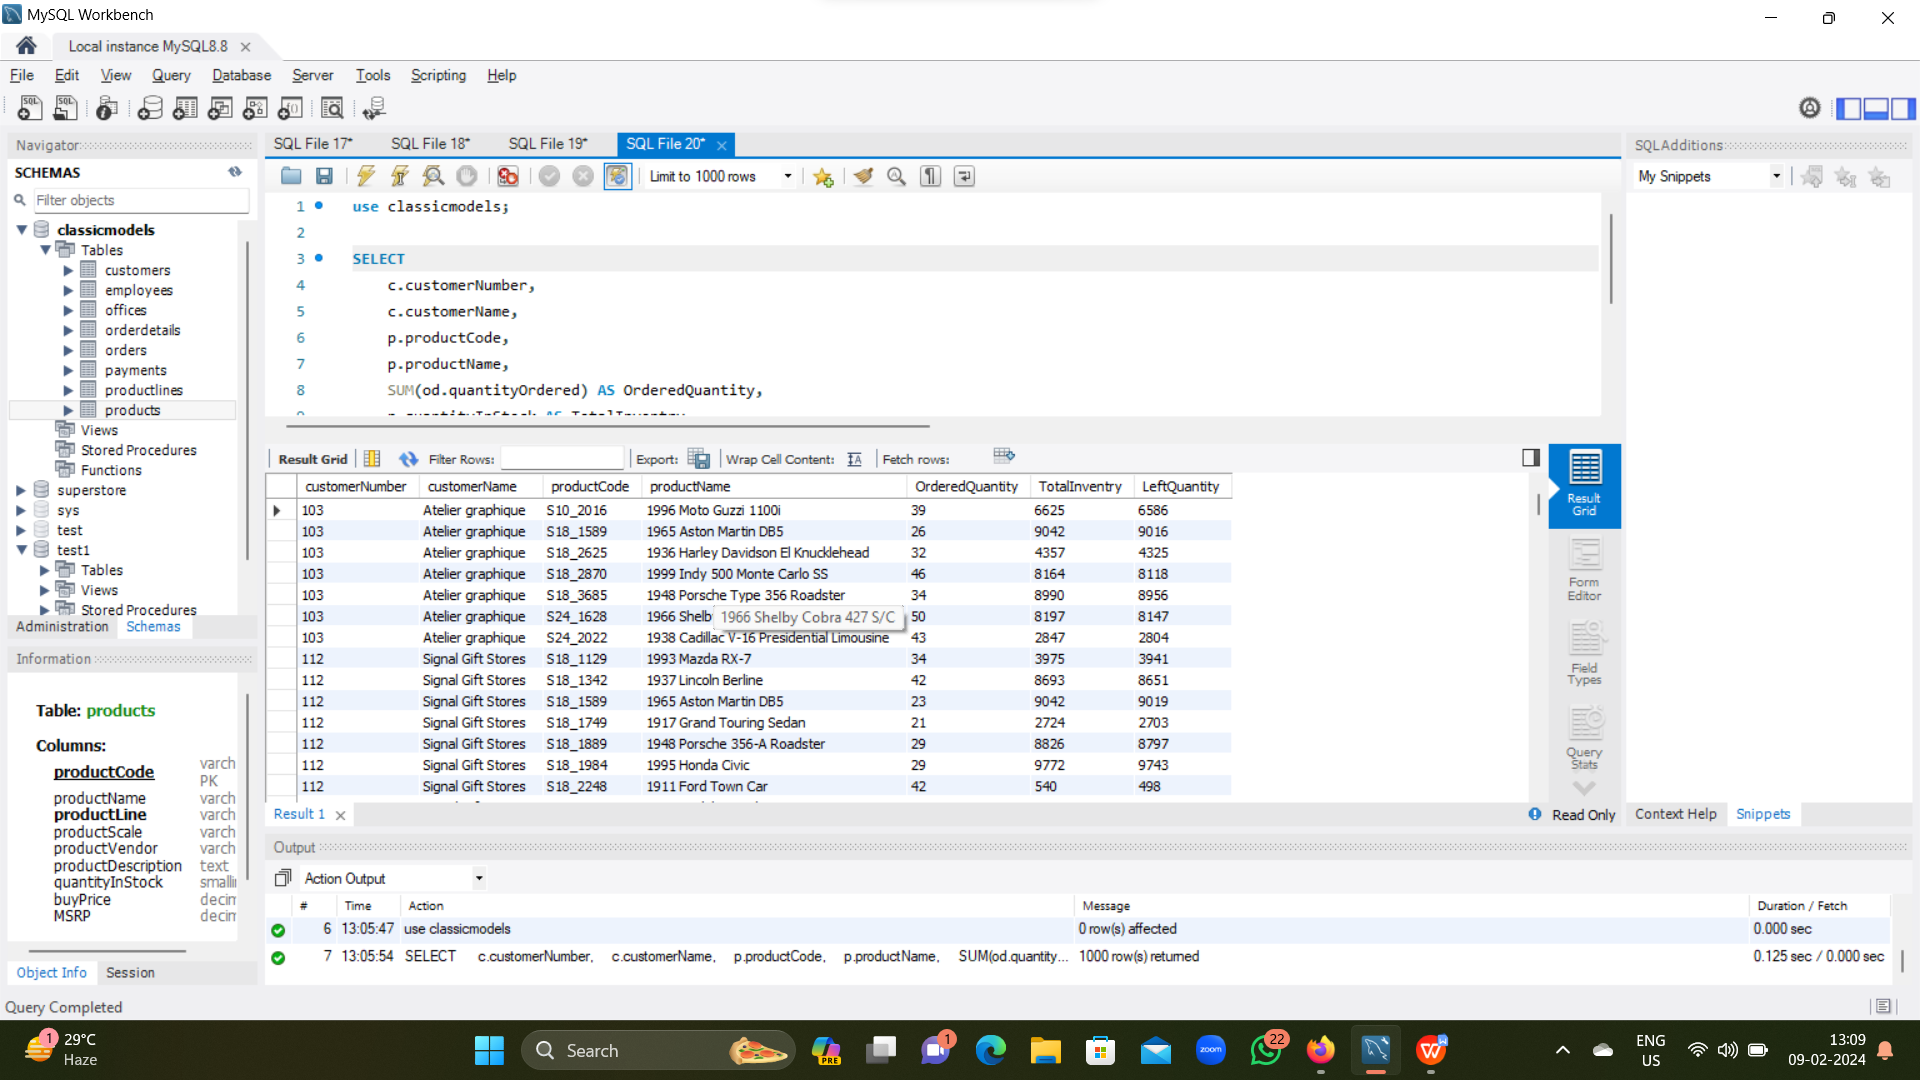 MySQL Workbench
Local instance MySQL8.8
File Edit View Query Database Server Tools Scripting Help
Navigator
SCHEMAS
Filter objects
classicmodels
Tables
customers
employees
offices
orderdetails
orders
payments
productlines
products
Views
Stored Procedures
Functions
superstore
sys
test
test1
Tables
Views
Stored Procedures
Administration Schemas
Information
Table: products
Columns:
productCode varch
PK
productName varch
productLine varch
productScale varch
productVendor varch
productDescription text
quantityInStock smalli
buyPrice decim
MSRP decim
Object Info Session
Query Completed
SQL File 17* SQL File 18* SQL File 19* SQL File 20*
Limit to 1000 rows
1 use classicmodels;
2
3 SELECT
4 c.customerNumber,
5 c.customerName,
6 p.productCode,
7 p.productName,
8 SUM(od.quantityOrdered) AS OrderedQuantity,
9 p.quantityInStock AS TotalInventry
Result Grid Filter Rows: Export: Wrap Cell Content: Fetch rows:
customerNumber customerName productCode productName OrderedQuantity TotalInventry LeftQuantity
103 Atelier graphique S10_2016 1996 Moto Guzzi 1100i 39 6625 6586
103 Atelier graphique S18_1589 1965 Aston Martin DB5 26 9042 9016
103 Atelier graphique S18_2625 1936 Harley Davidson El Knucklehead 32 4357 4325
103 Atelier graphique S18_2870 1999 Indy 500 Monte Carlo SS 46 8164 8118
103 Atelier graphique S18_3685 1948 Porsche Type 356 Roadster 34 8990 8956
103 Atelier graphique S24_1628 1966 Shelby 1966 Shelby Cobra 427 S/C 50 8197 8147
103 Atelier graphique S24_2022 1938 Cadillac V-16 Presidential Limousine 43 2847 2804
112 Signal Gift Stores S18_1129 1993 Mazda RX-7 34 3975 3941
112 Signal Gift Stores S18_1342 1937 Lincoln Berline 42 8693 8651
112 Signal Gift Stores S18_1589 1965 Aston Martin DB5 23 9042 9019
112 Signal Gift Stores S18_1749 1917 Grand Touring Sedan 21 2724 2703
112 Signal Gift Stores S18_1889 1948 Porsche 356-A Roadster 29 8826 8797
112 Signal Gift Stores S18_1984 1995 Honda Civic 29 9772 9743
112 Signal Gift Stores S18_2248 1911 Ford Town Car 42 540 498
Result 1
Read Only
Result
Grid
Form
Editor
Field
Types
Query
Stats
SQLAdditions
My Snippets
Context Help Snippets
Output
Action Output
# Time Action Message Duration / Fetch
6 13:05:47 use classicmodels 0 row(s) affected 0.000 sec
7 13:05:54 SELECT c.customerNumber, c.customerName, p.productCode, p.productName, SUM(od.quantity... 1000 row(s) returned 0.125 sec / 0.000 sec
1
29°C
Haze
Search
PRE
1
zoom
22
W
ENG
US
13:09
09-02-2024